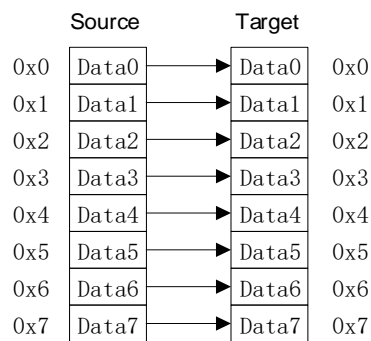 Source Target
0x0 Data0 Data0 0x0
0x1 Data1 Data1 0x1
0x2 Data2 Data2 0x2
0x3 Data3 Data3 0x3
0x4 Data4 Data4 0x4
0x5 Data5 Data5 0x5
0x6 Data6 Data6 0x6
0x7 Data7 Data7 0x7